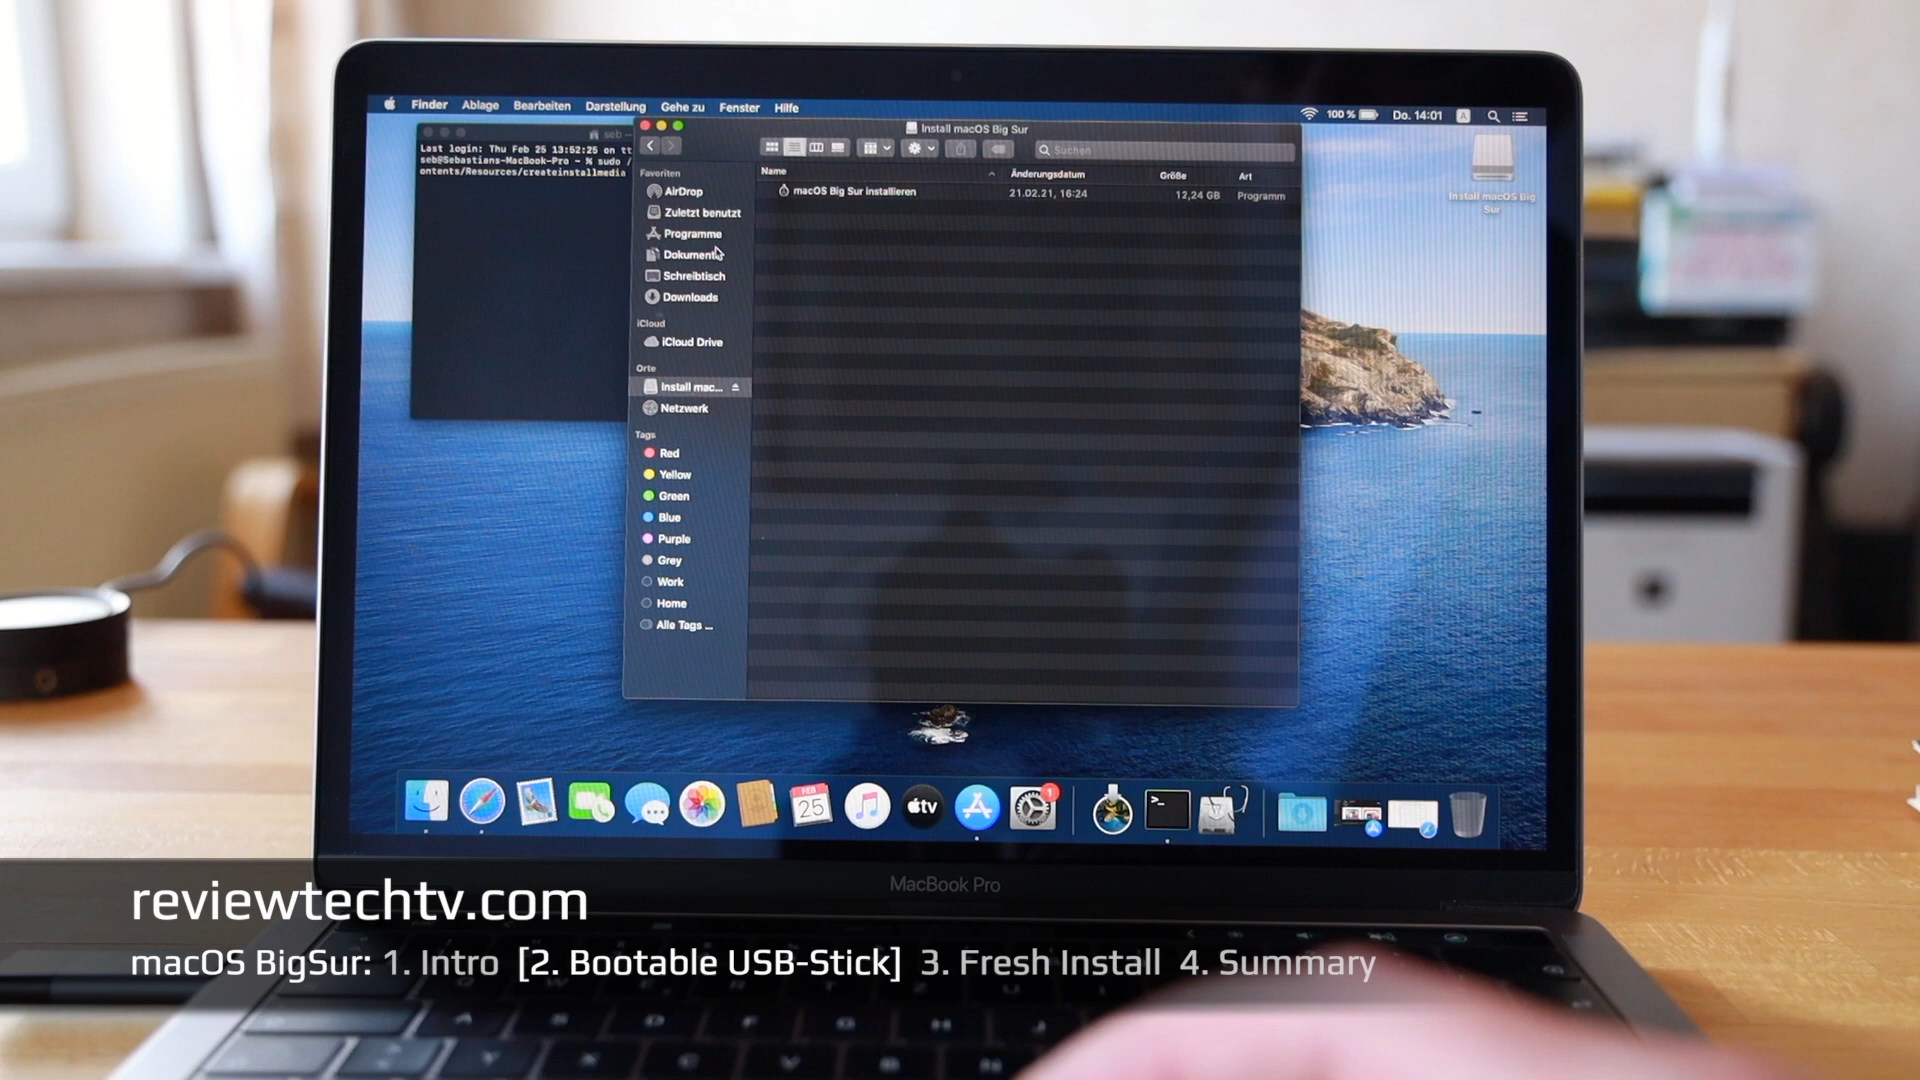 Finder Ablage Bearbeiten Darstellung Gehe zu Fenster Hilfe
100 % Do. 14:01 A
seb —
Last login: Thu Feb 25 13:52:25 on tt
seb@Sebastians-MacBook-Pro ~ % sudo /
ontents/Resources/createinstallmedia
Install macOS Big Sur
Suchen
Favoriten
AirDrop
Zuletzt benutzt
Programme
Dokumente
Schreibtisch
Downloads
iCloud
iCloud Drive
Orte
Install mac...
Netzwerk
Tags
Red
Yellow
Green
Blue
Purple
Grey
Work
Home
Alle Tags ...
Name Änderungsdatum Größe Art
macOS Big Sur installieren 21.02.21, 16:24 12,24 GB Programm
Install macOS Big
Sur
FEB
25
tv
1
MacBook Pro
reviewtechtv.com
macOS BigSur: 1. Intro [2. Bootable USB-Stick] 3. Fresh Install 4. Summary